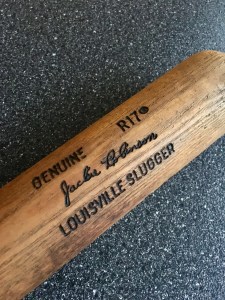 GENUINE R17
Jackie Robinson
LOUISVILLE SLUGGER